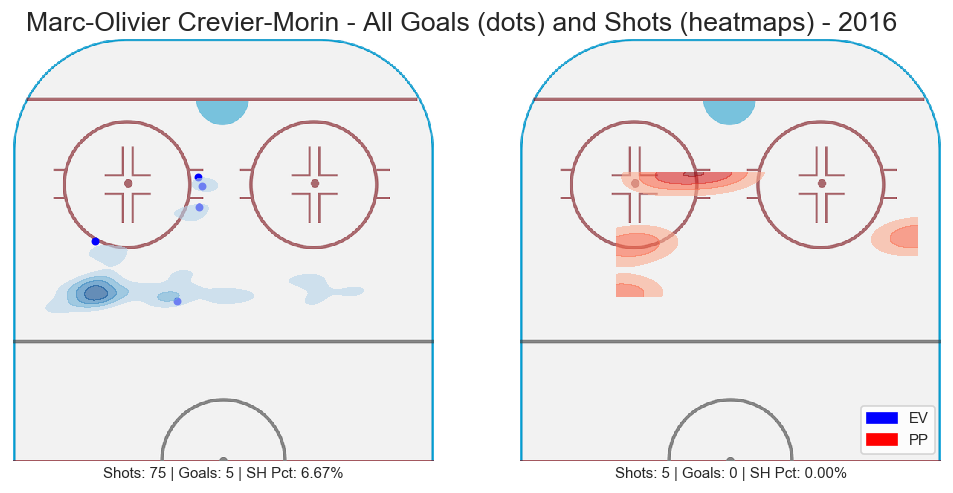 Marc-Olivier Crevier-Morin - All Goals (dots) and Shots (heatmaps) - 2016
EV
PP
Shots: 75 | Goals: 5 | SH Pct: 6.67%
Shots: 5 | Goals: 0 | SH Pct: 0.00%